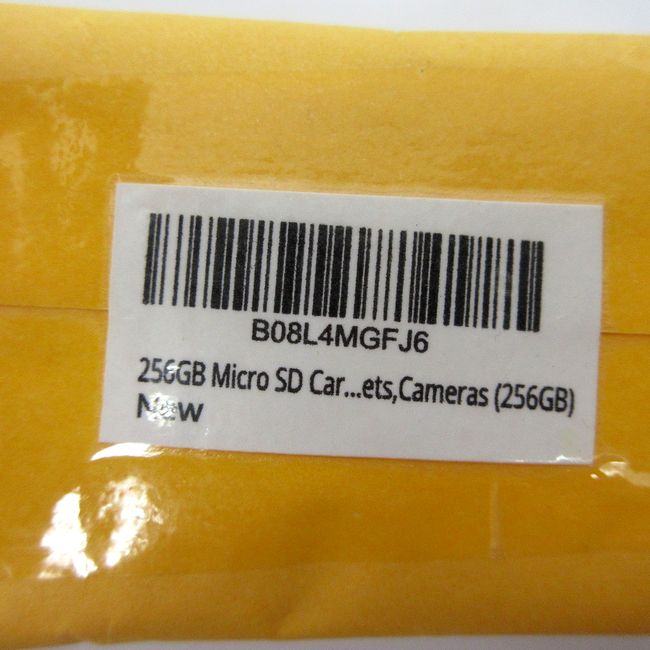 B08L4MGFJ6
256GB Micro SD Car...ets,Cameras (256GB)
New